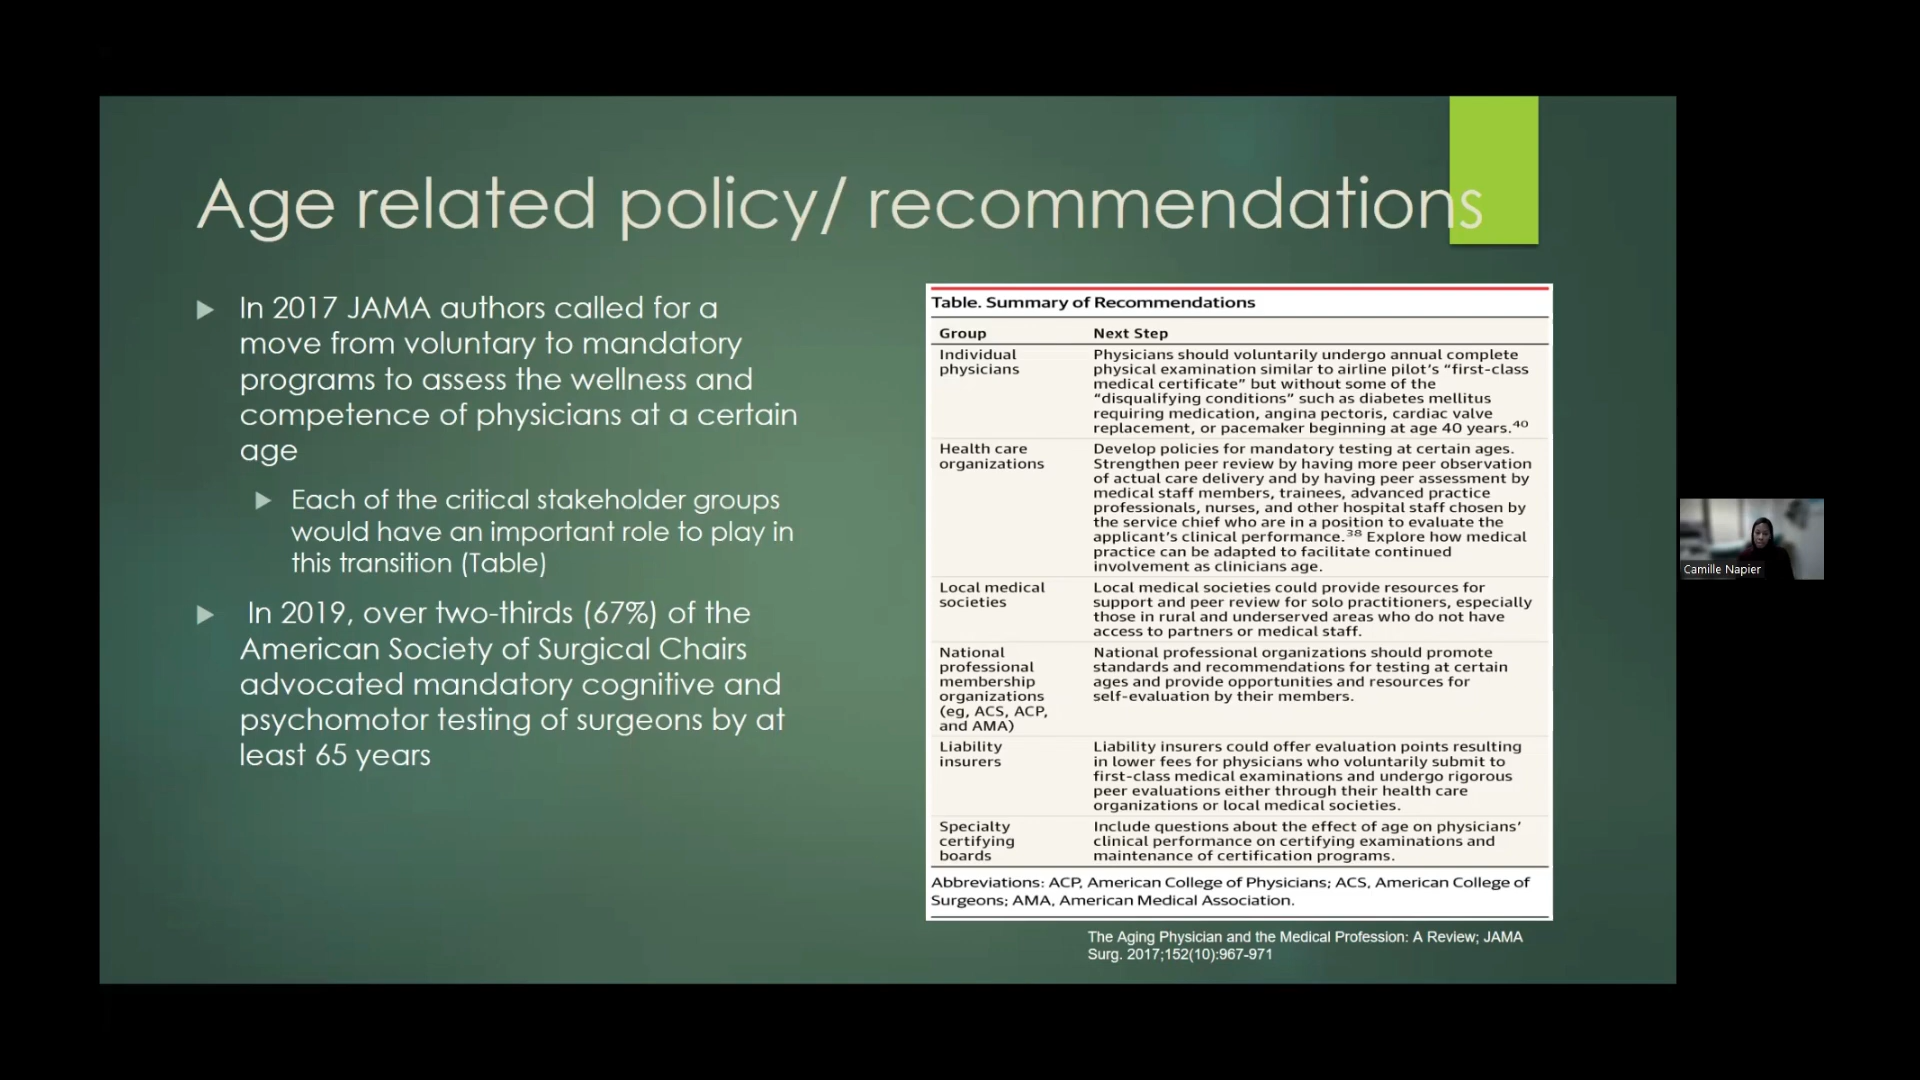 Age related policy/ recommendations
In 2017 JAMA authors called for a
move from voluntary to mandatory
programs to assess the wellness and
competence of physicians at a certain
age
Each of the critical stakeholder groups
would have an important role to play in
this transition (Table)
In 2019, over two-thirds (67%) of the
American Society of Surgical Chairs
advocated mandatory cognitive and
psychomotor testing of surgeons by at
least 65 years
Table. Summary of Recommendations
Group Next Step
Individual Physicians should voluntarily undergo annual complete
physicians physical examination similar to airline pilot's “first-class
medical certificate” but without some of the
“disqualifying conditions” such as diabetes mellitus
requiring medication, angina pectoris, cardiac valve
replacement, or pacemaker beginning at age 40 years.40
Health care Develop policies for mandatory testing at certain ages.
organizations Strengthen peer review by having more peer observation
of actual care delivery and by having peer assessment by
medical staff members, trainees, advanced practice
professionals, nurses, and other hospital staff chosen by
the service chief who are in a position to evaluate the
applicant's clinical performance.38 Explore how medical
practice can be adapted to facilitate continued
involvement as clinicians age.
Local medical Local medical societies could provide resources for
societies support and peer review for solo practitioners, especially
those in rural and underserved areas who do not have
access to partners or medical staff.
National National professional organizations should promote
professional standards and recommendations for testing at certain
membership ages and provide opportunities and resources for
organizations self-evaluation by their members.
(eg, ACS, ACP,
and AMA)
Liability Liability insurers could offer evaluation points resulting
insurers in lower fees for physicians who voluntarily submit to
first-class medical examinations and undergo rigorous
peer evaluations either through their health care
organizations or local medical societies.
Specialty Include questions about the effect of age on physicians'
certifying clinical performance on certifying examinations and
boards maintenance of certification programs.
Abbreviations: ACP, American College of Physicians; ACS, American College of
Surgeons; AMA, American Medical Association.
The Aging Physician and the Medical Profession: A Review; JAMA
Surg. 2017;152(10):967-971
Camille Napier